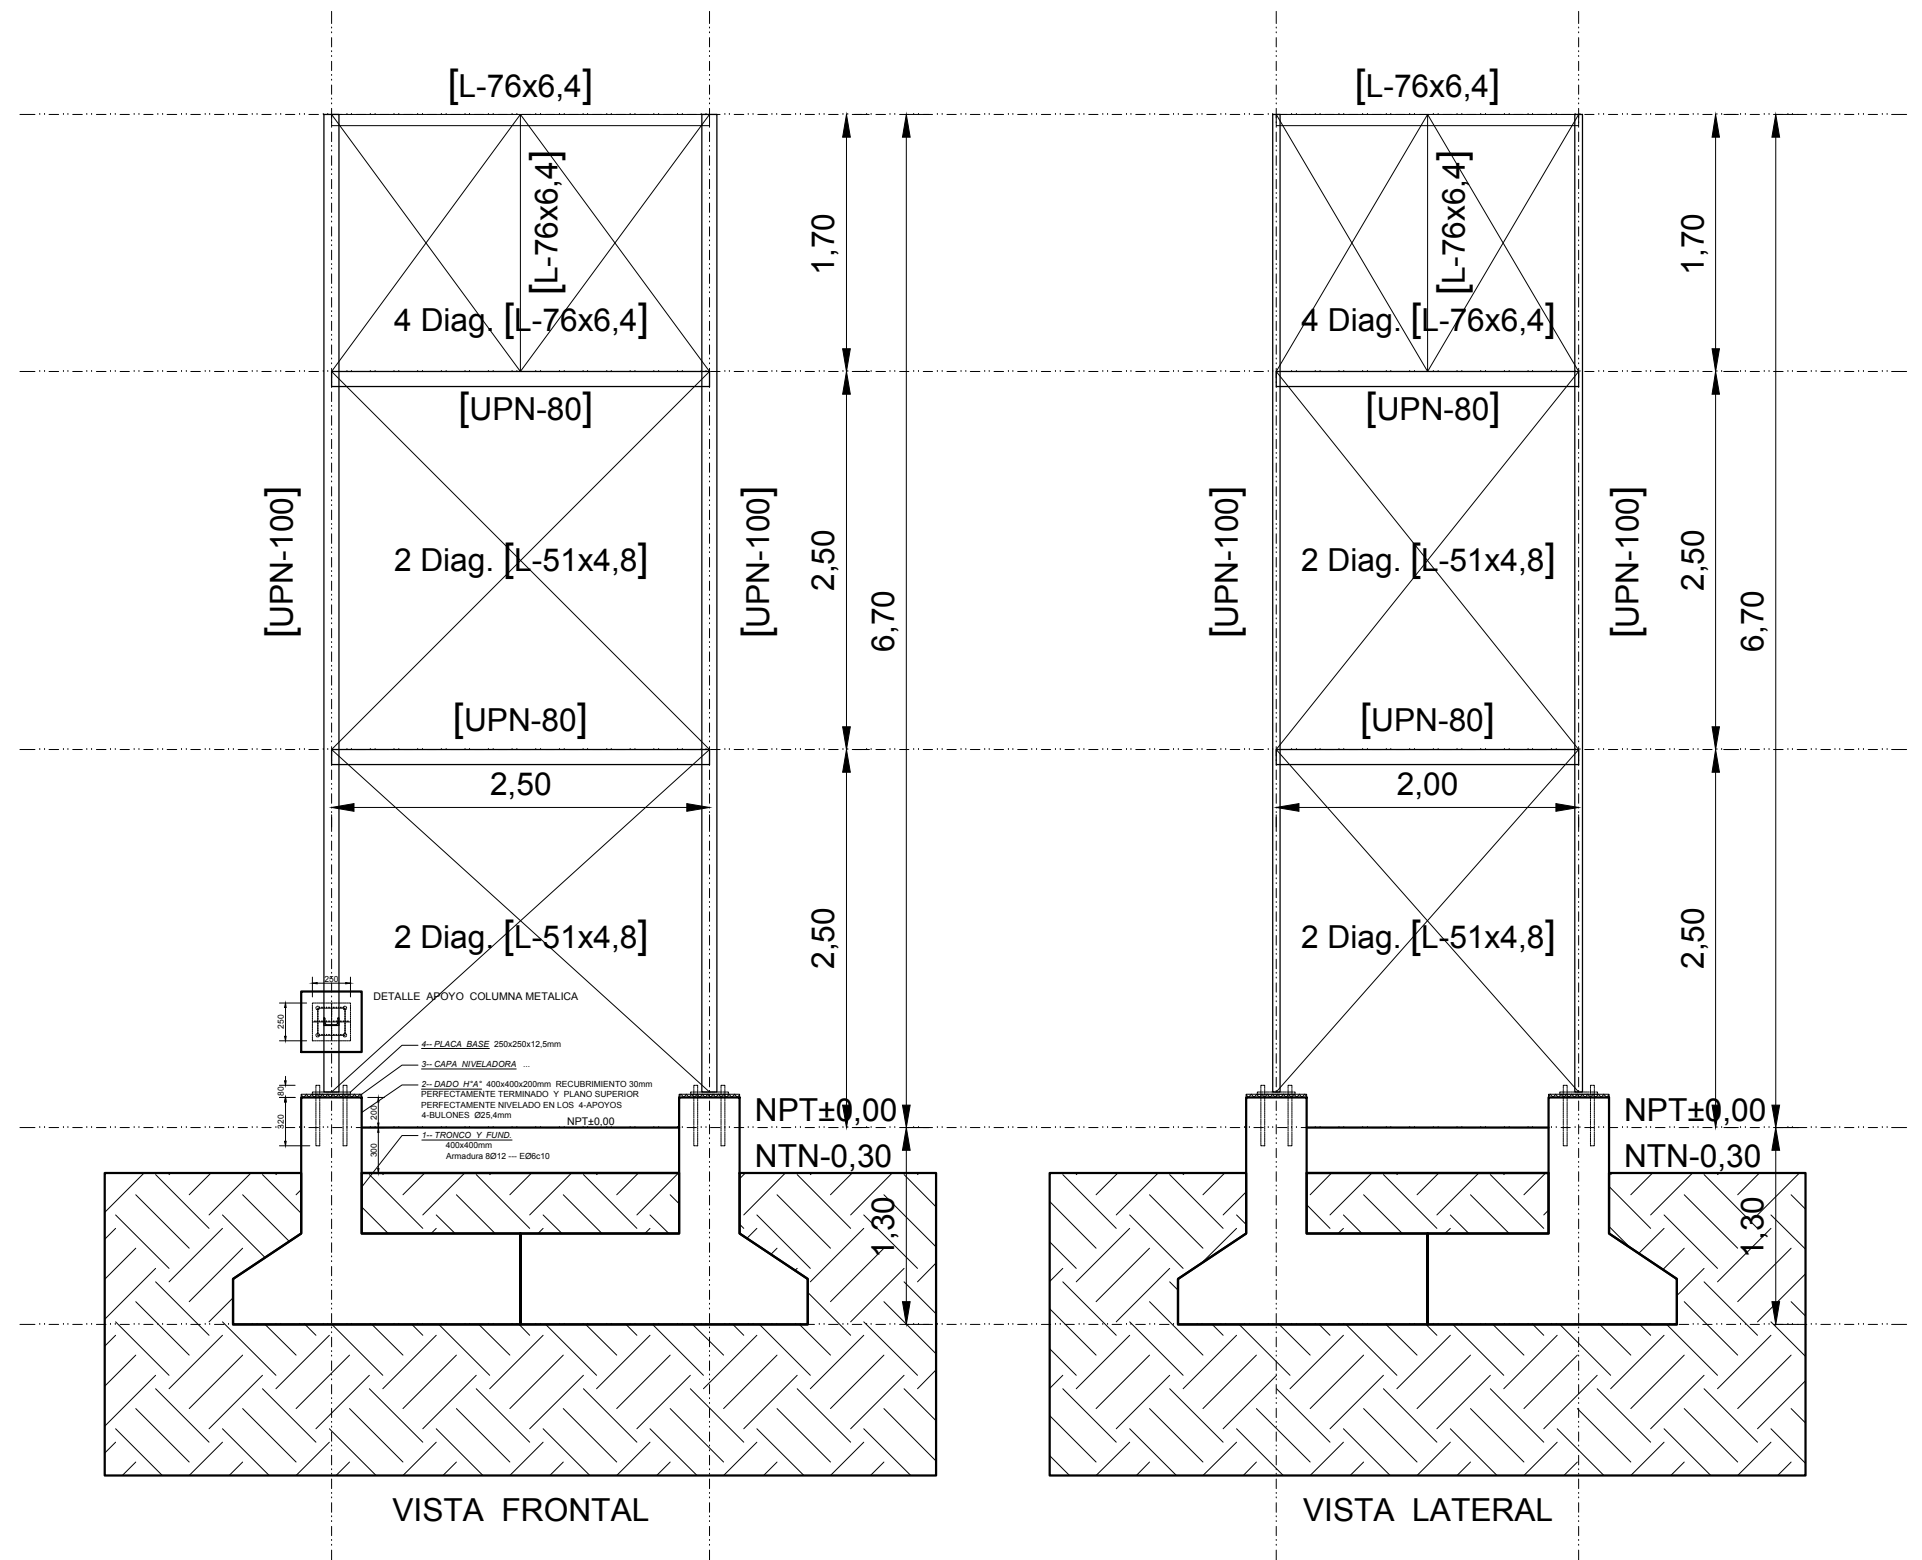 [L-76x6,4]
[L-76x6,4]
1,70
4 Diag. [L-76x6,4]
[UPN-80]
[UPN-100]
[UPN-100]
2 Diag. [L-51x4,8]
2,50
6,70
[UPN-80]
2,50
2 Diag. [L-51x4,8]
2,50
250
250
DETALLE APOYO COLUMNA METALICA
4-- PLACA BASE 250x250x12,5mm
3-- CAPA NIVELADORA ...
2-- DADO HºAº 400x400x200mm RECUBRIMIENTO 30mm
PERFECTAMENTE TERMINADO Y PLANO SUPERIOR
PERFECTAMENTE NIVELADO EN LOS 4-APOYOS
4-BULONES Ø25,4mm
NPT±0,00
1-- TRONCO Y FUND.
400x400mm
Armadura 8Ø12 --- EØ6c10
80
320
200
300
NPT±0,00
NTN-0,30
1,30
VISTA FRONTAL
[L-76x6,4]
[L-76x6,4]
1,70
4 Diag. [L-76x6,4]
[UPN-80]
[UPN-100]
[UPN-100]
2 Diag. [L-51x4,8]
2,50
6,70
[UPN-80]
2,00
2 Diag. [L-51x4,8]
2,50
NPT±0,00
NTN-0,30
1,30
VISTA LATERAL